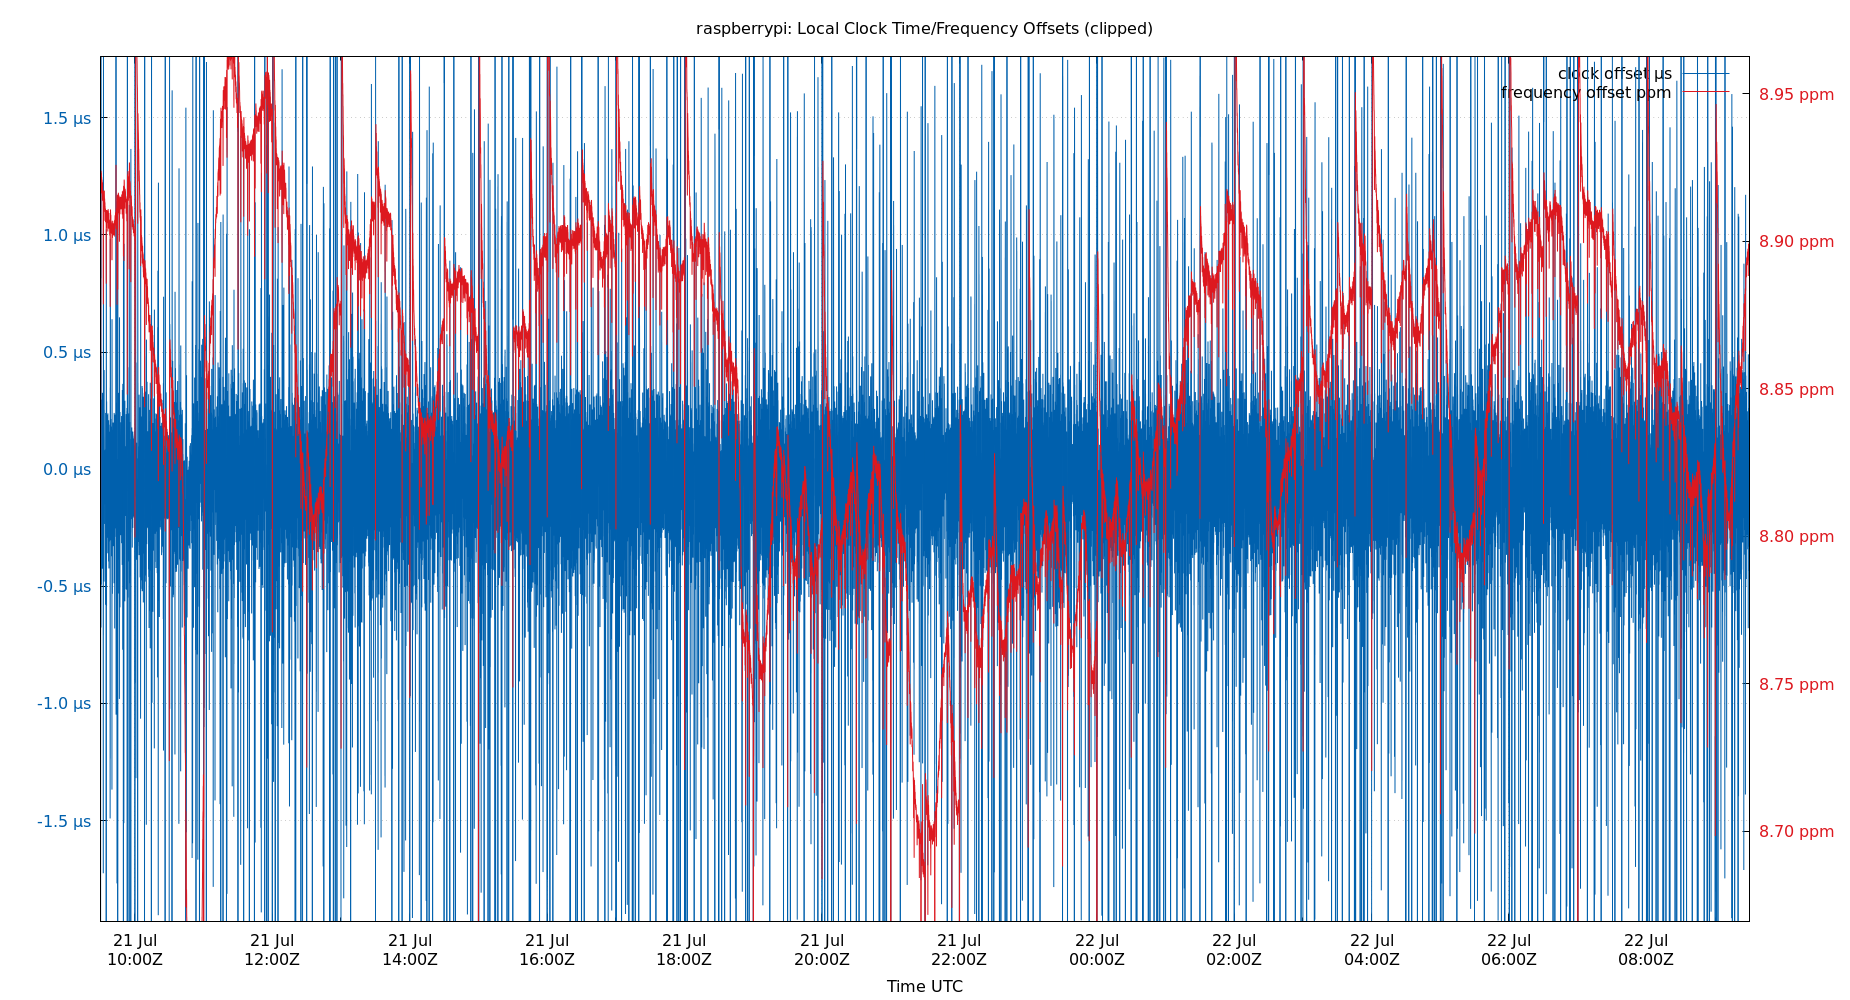 raspberrypi: Local Clock Time/Frequency Offsets (clipped)
clock offset µs
frequency offset ppm
1.5 µs
1.0 µs
0.5 µs
0.0 µs
-0.5 µs
-1.0 µs
-1.5 µs
8.95 ppm
8.90 ppm
8.85 ppm
8.80 ppm
8.75 ppm
8.70 ppm
21 Jul
10:00Z
21 Jul
12:00Z
21 Jul
14:00Z
21 Jul
16:00Z
21 Jul
18:00Z
21 Jul
20:00Z
21 Jul
22:00Z
22 Jul
00:00Z
22 Jul
02:00Z
22 Jul
04:00Z
22 Jul
06:00Z
22 Jul
08:00Z
Time UTC